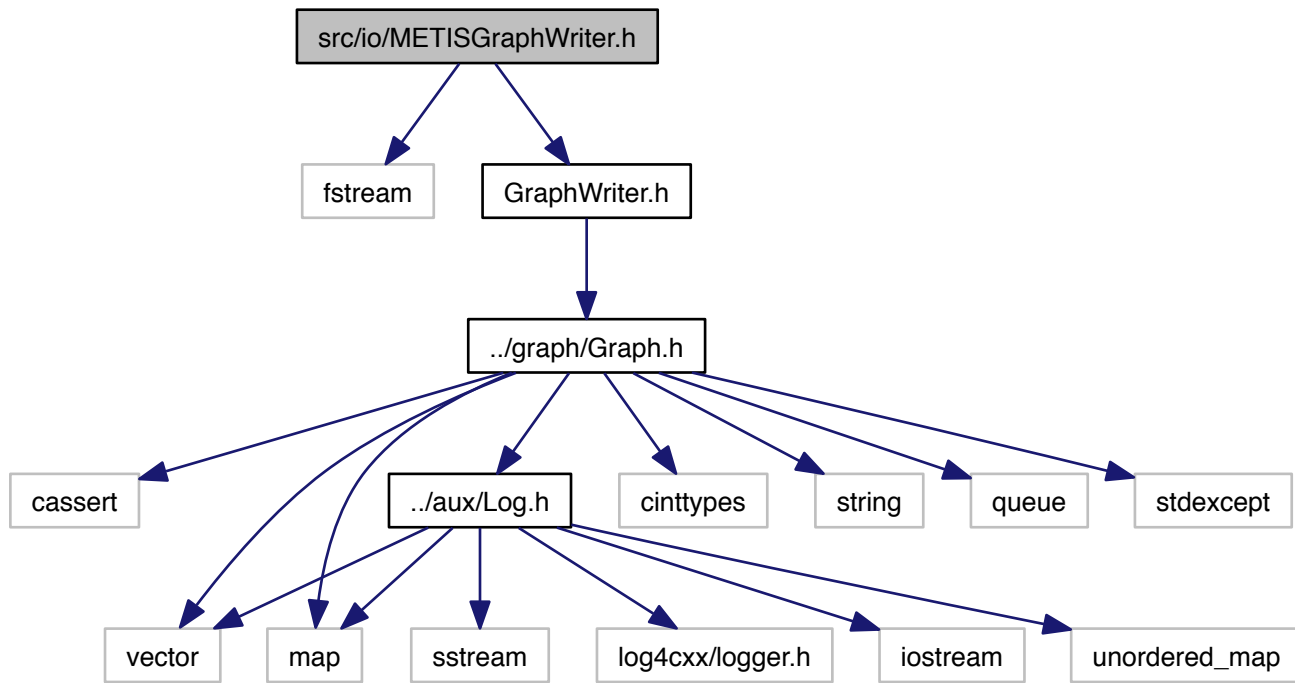 src/io/METISGraphWriter.h
fstream
GraphWriter.h
../graph/Graph.h
cassert
../aux/Log.h
cinttypes
string
queue
stdexcept
vector
map
sstream
log4cxx/logger.h
iostream
unordered_map